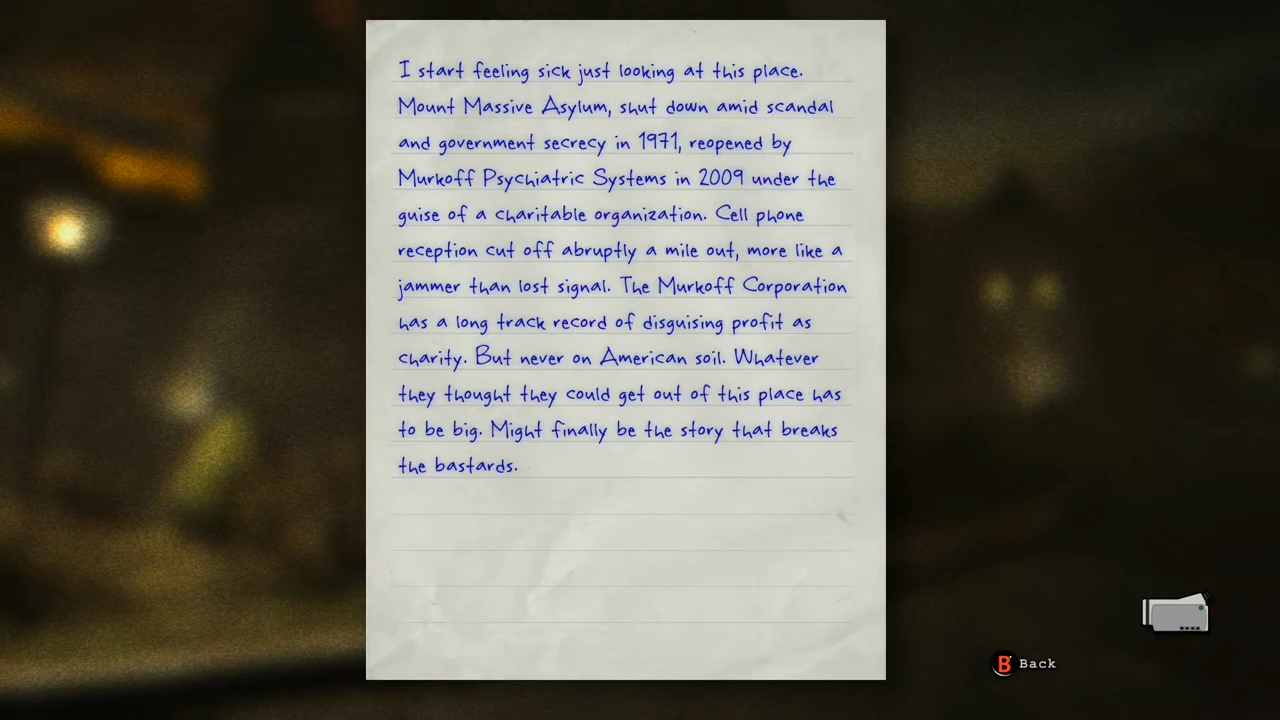 I start feeling sick just looking at this place.
Mount Massive Asylum, shut down amid scandal
and government secrecy in 1971, reopened by
Murkoff Psychiatric Systems in 2009 under the
guise of a charitable organization. Cell phone
reception cut off abruptly a mile out, more like a
jammer than lost signal. The Murkoff Corporation
has a long track record of disguising profit as
charity. But never on American soil. Whatever
they thought they could get out of this place has
to be big. Might finally be the story that breaks
the bastards.
B Back